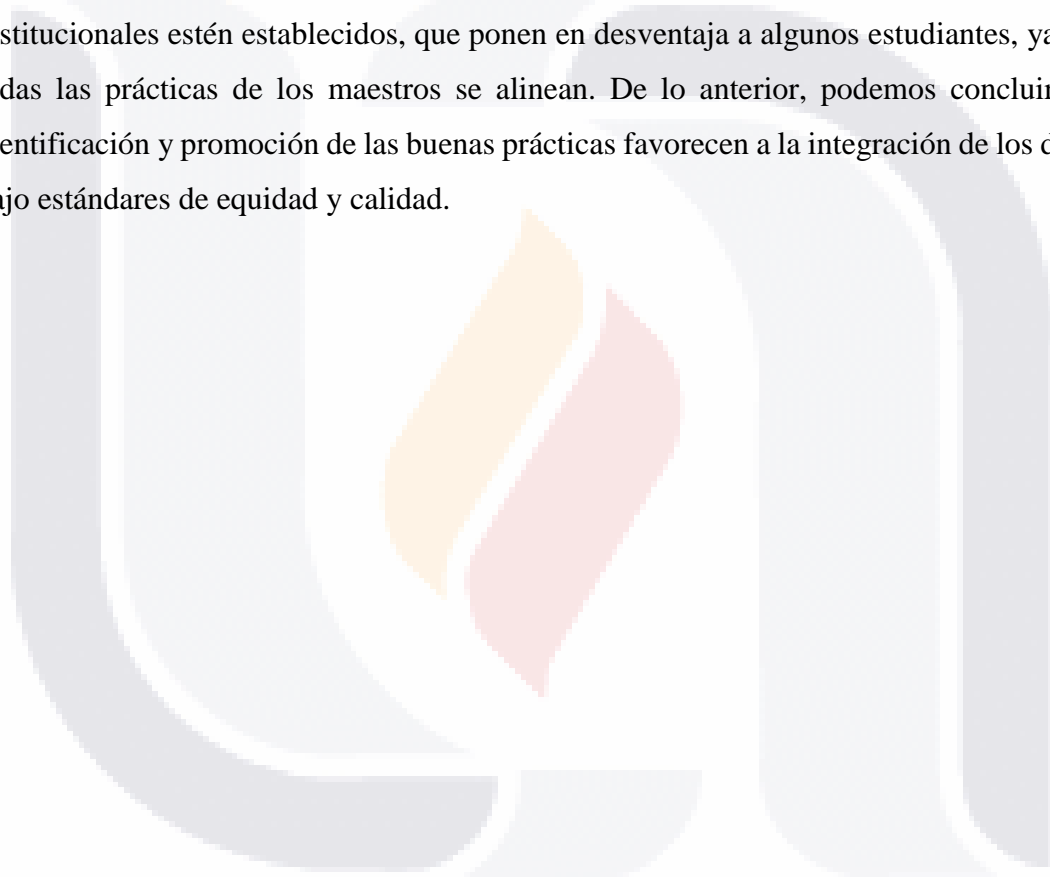 stitucionales estén establecidos, que ponen en desventaja a algunos estudiantes, ya
das las prácticas de los maestros se alinean. De lo anterior, podemos concluir
entificación y promoción de las buenas prácticas favorecen a la integración de los d
ajo estándares de equidad y calidad.